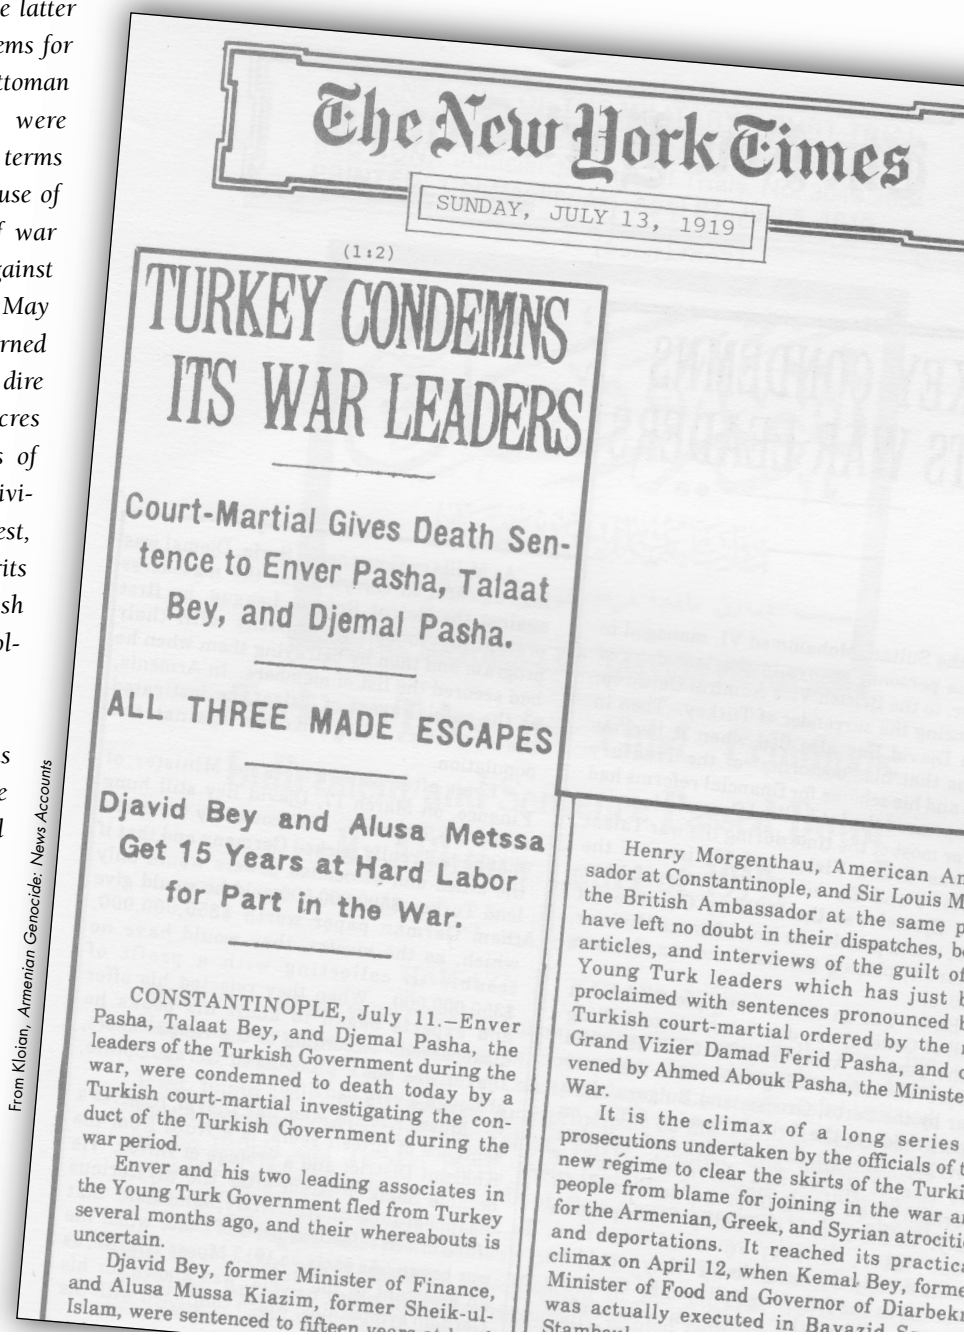 e latter
ems for
ttoman
were
terms
use of
f war
gainst
May
rned
dire
cres
s of
ivi-
est,
rits
sh
ol-
s
e
l
From Kloian, Armenian Genocide: News Accounts
The New York Times
SUNDAY, JULY 13, 1919
(1:2)
TURKEY CONDEMNS
ITS WAR LEADERS
Court-Martial Gives Death Sen-
tence to Enver Pasha, Talaat
Bey, and Djemal Pasha.
ALL THREE MADE ESCAPES
Djavid Bey and Alusa Metssa
Get 15 Years at Hard Labor
for Part in the War.
CONSTANTINOPLE, July 11.—Enver
Pasha, Talaat Bey, and Djemal Pasha, the
leaders of the Turkish Government during the
war, were condemned to death today by a
Turkish court-martial investigating the con-
duct of the Turkish Government during the
war period.
Enver and his two leading associates in
the Young Turk Government fled from Turkey
several months ago, and their whereabouts is
uncertain.
Djavid Bey, former Minister of Finance,
and Alusa Mussa Kiazim, former Sheik-ul-
Islam, were sentenced to fifteen years at
Henry Morgenthau, American Am
sador at Constantinople, and Sir Louis M
the British Ambassador at the same p
have left no doubt in their dispatches, b
articles, and interviews of the guilt of
Young Turk leaders which has just b
proclaimed with sentences pronounced b
Turkish court-martial ordered by the
Grand Vizier Damad Ferid Pasha, and c
vened by Ahmed Abouk Pasha, the Ministe
War.
It is the climax of a long series
prosecutions undertaken by the officials of t
new régime to clear the skirts of the Turki
people from blame for joining in the war a
for the Armenian, Greek, and Syrian atrociti
and deportations. It reached its practica
climax on April 12, when Kemal Bey, forme
Minister of Food and Governor of Diarbek
was actually executed in Bayazid
Stamboul